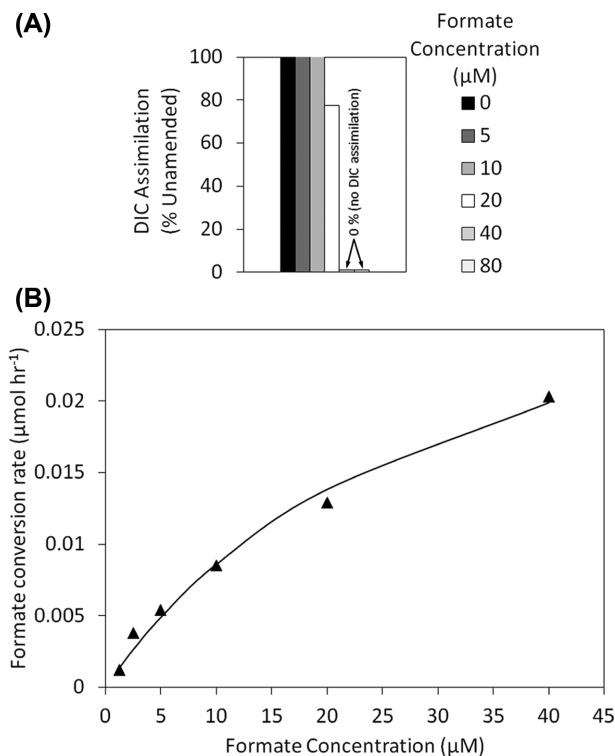 (A)
Formate
Concentration
(µM)
0
5
10
20
40
80
DIC Assimilation
(% Unamended)
100
80
60
40
20
0
0 % (no DIC assimilation)
(B)
Formate conversion rate (µmol hr⁻¹)
0.025
0.02
0.015
0.01
0.005
0
0 5 10 15 20 25 30 35 40 45
Formate Concentration (µM)